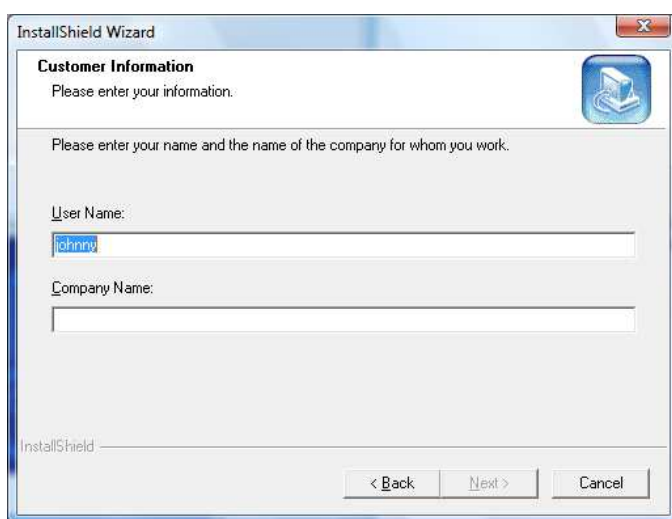 InstallShield Wizard
Customer Information
Please enter your information.
Please enter your name and the name of the company for whom you work.
User Name:
johnny
Company Name:
InstallShield
< Back Next > Cancel